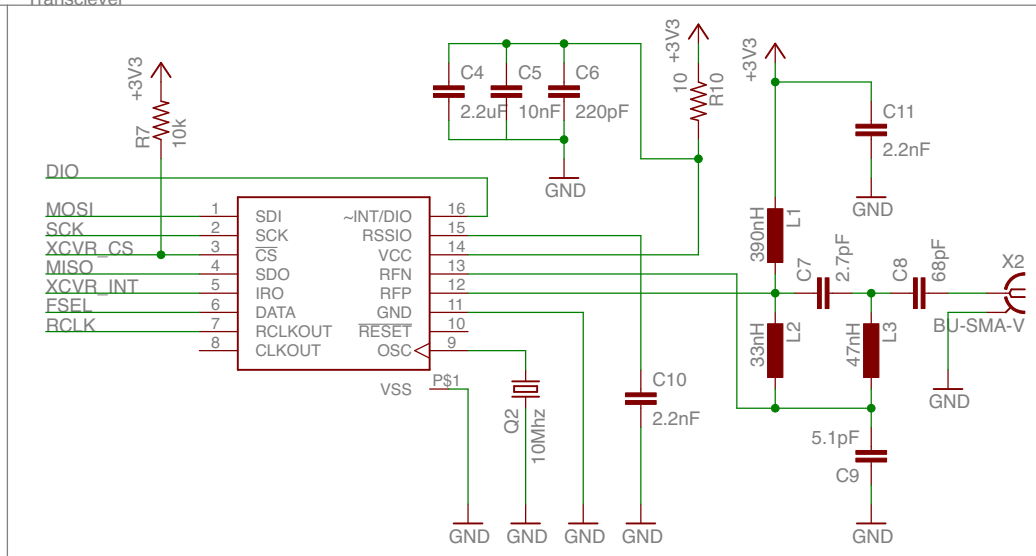 Transciever
+3V3
R7
10k
C4
2.2uF
C5
10nF
C6
220pF
GND
+3V3
10
R10
+3V3
C11
2.2nF
GND
DIO
MOSI
SCK
XCVR_CS
MISO
XCVR_INT
FSEL
RCLK
1 SDI ~INT/DIO 16
2 SCK RSSIO 15
3 CS VCC 14
4 SDO RFN 13
5 IRO RFP 12
6 DATA GND 11
7 RCLKOUT RESET 10
8 CLKOUT OSC 9
VSS P$1
Q2
10Mhz
C10
2.2nF
390nH
L1
C7
2.7pF
C8
68pF
X2
BU-SMA-V
33nH
L2
47nH
L3
GND
5.1pF
C9
GND
GND
GND
GND
GND